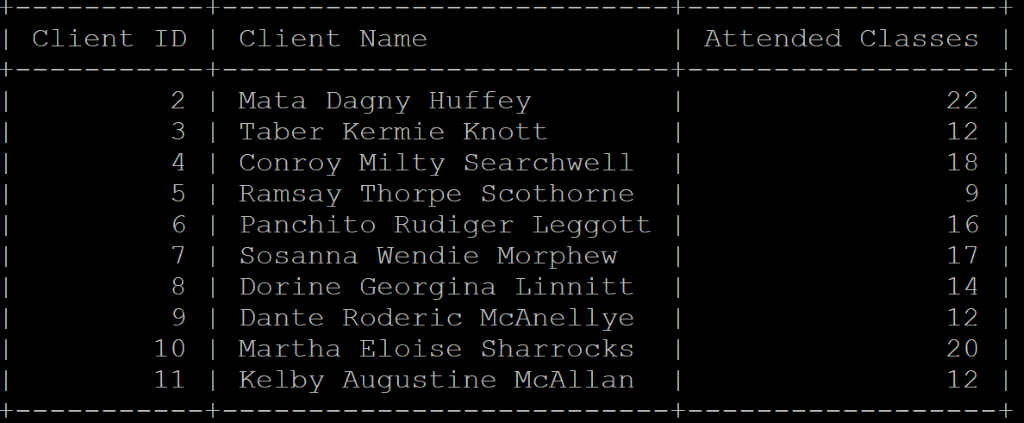 +-----------+--------------------------+------------------+
| Client ID | Client Name              | Attended Classes |
+-----------+--------------------------+------------------+
|         2 | Mata Dagny Huffey        |               22 |
|         3 | Taber Kermie Knott       |               12 |
|         4 | Conroy Milty Searchwell  |               18 |
|         5 | Ramsay Thorpe Scothorne  |                9 |
|         6 | Panchito Rudiger Leggott |               16 |
|         7 | Sosanna Wendie Morphew   |               17 |
|         8 | Dorine Georgina Linnitt  |               14 |
|         9 | Dante Roderic McAnellye  |               12 |
|        10 | Martha Eloise Sharrocks  |               20 |
|        11 | Kelby Augustine McAllan  |               12 |
+-----------+--------------------------+------------------+